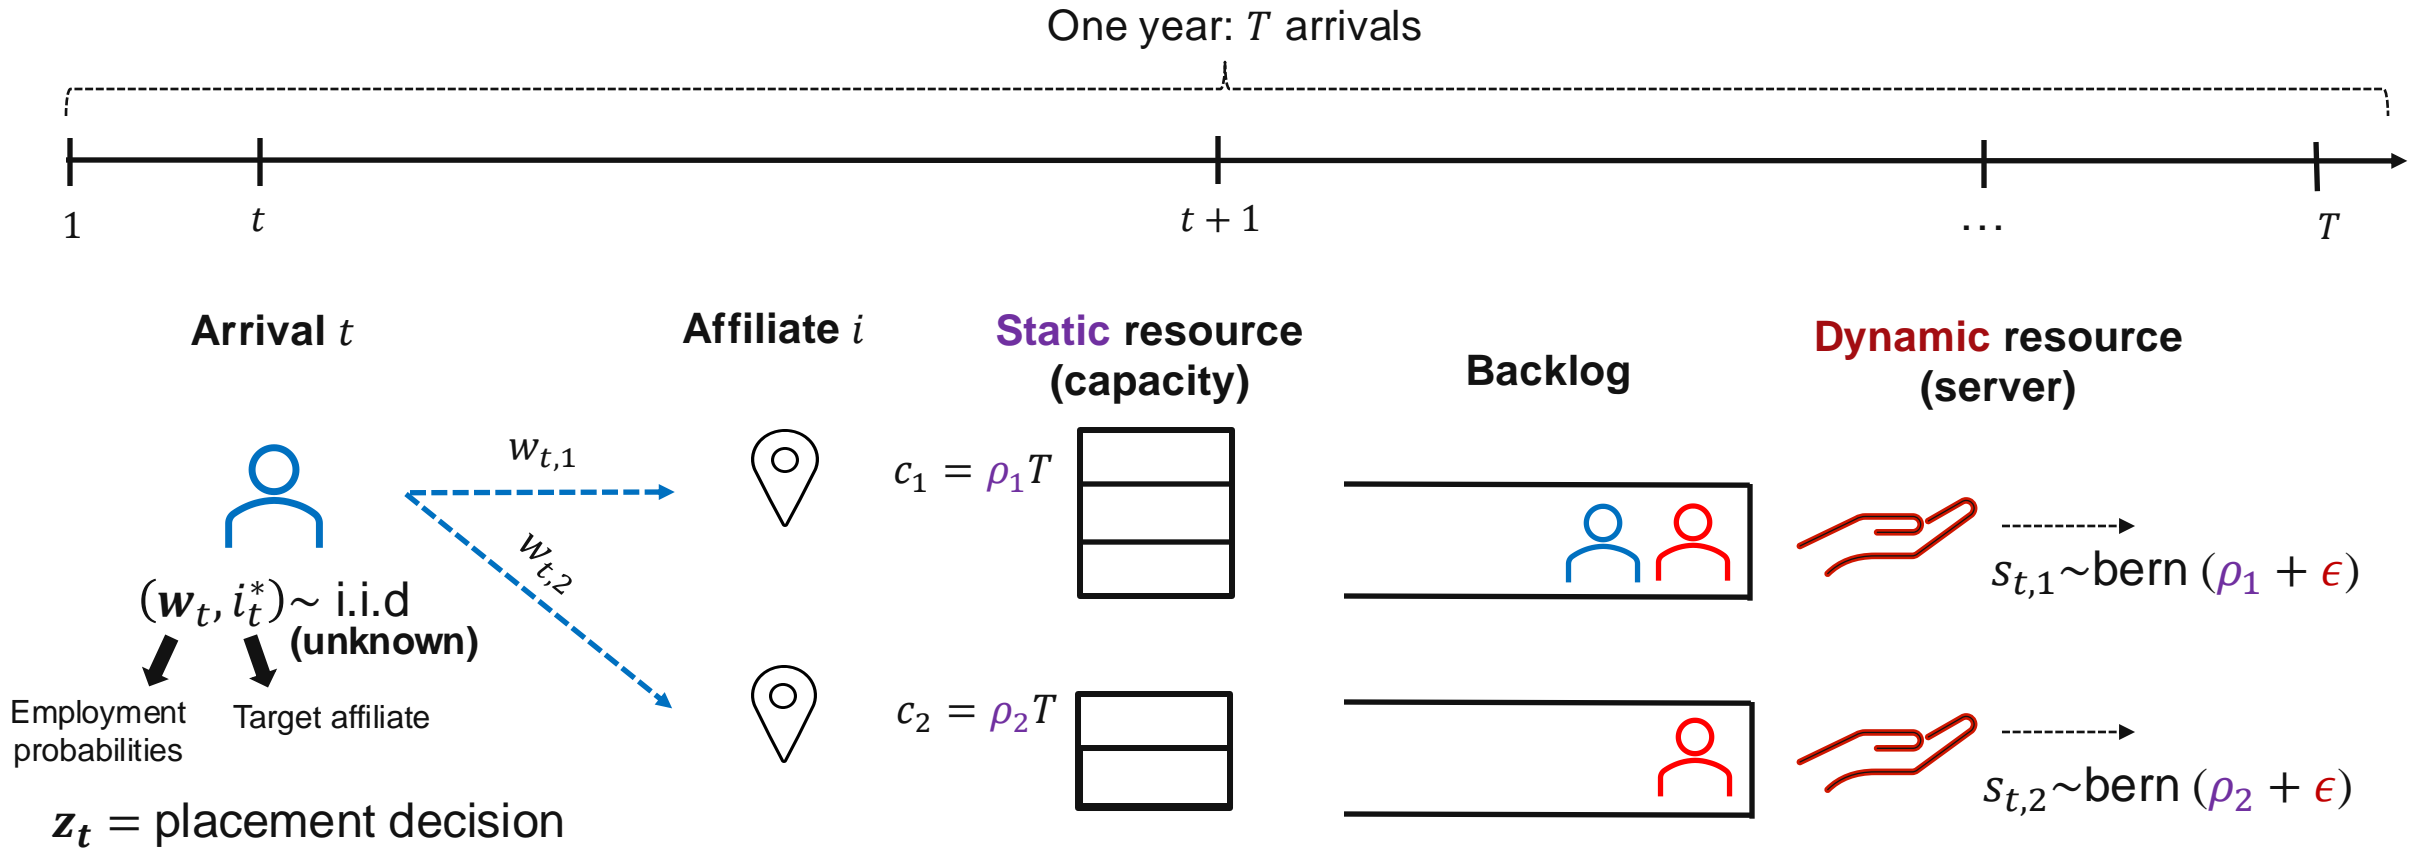 One year: T arrivals
1
t
t + 1
...
T
Arrival t
Affiliate i
Static resource
(capacity)
Backlog
Dynamic resource
(server)
w_{t,1}
w_{t,2}
c_1 = ρ_1T
s_{t,1}~bern (ρ_1 + ϵ)
(w_t, i_t^*)~ i.i.d
(unknown)
Employment
probabilities
Target affiliate
c_2 = ρ_2T
s_{t,2}~bern (ρ_2 + ϵ)
z_t = placement decision